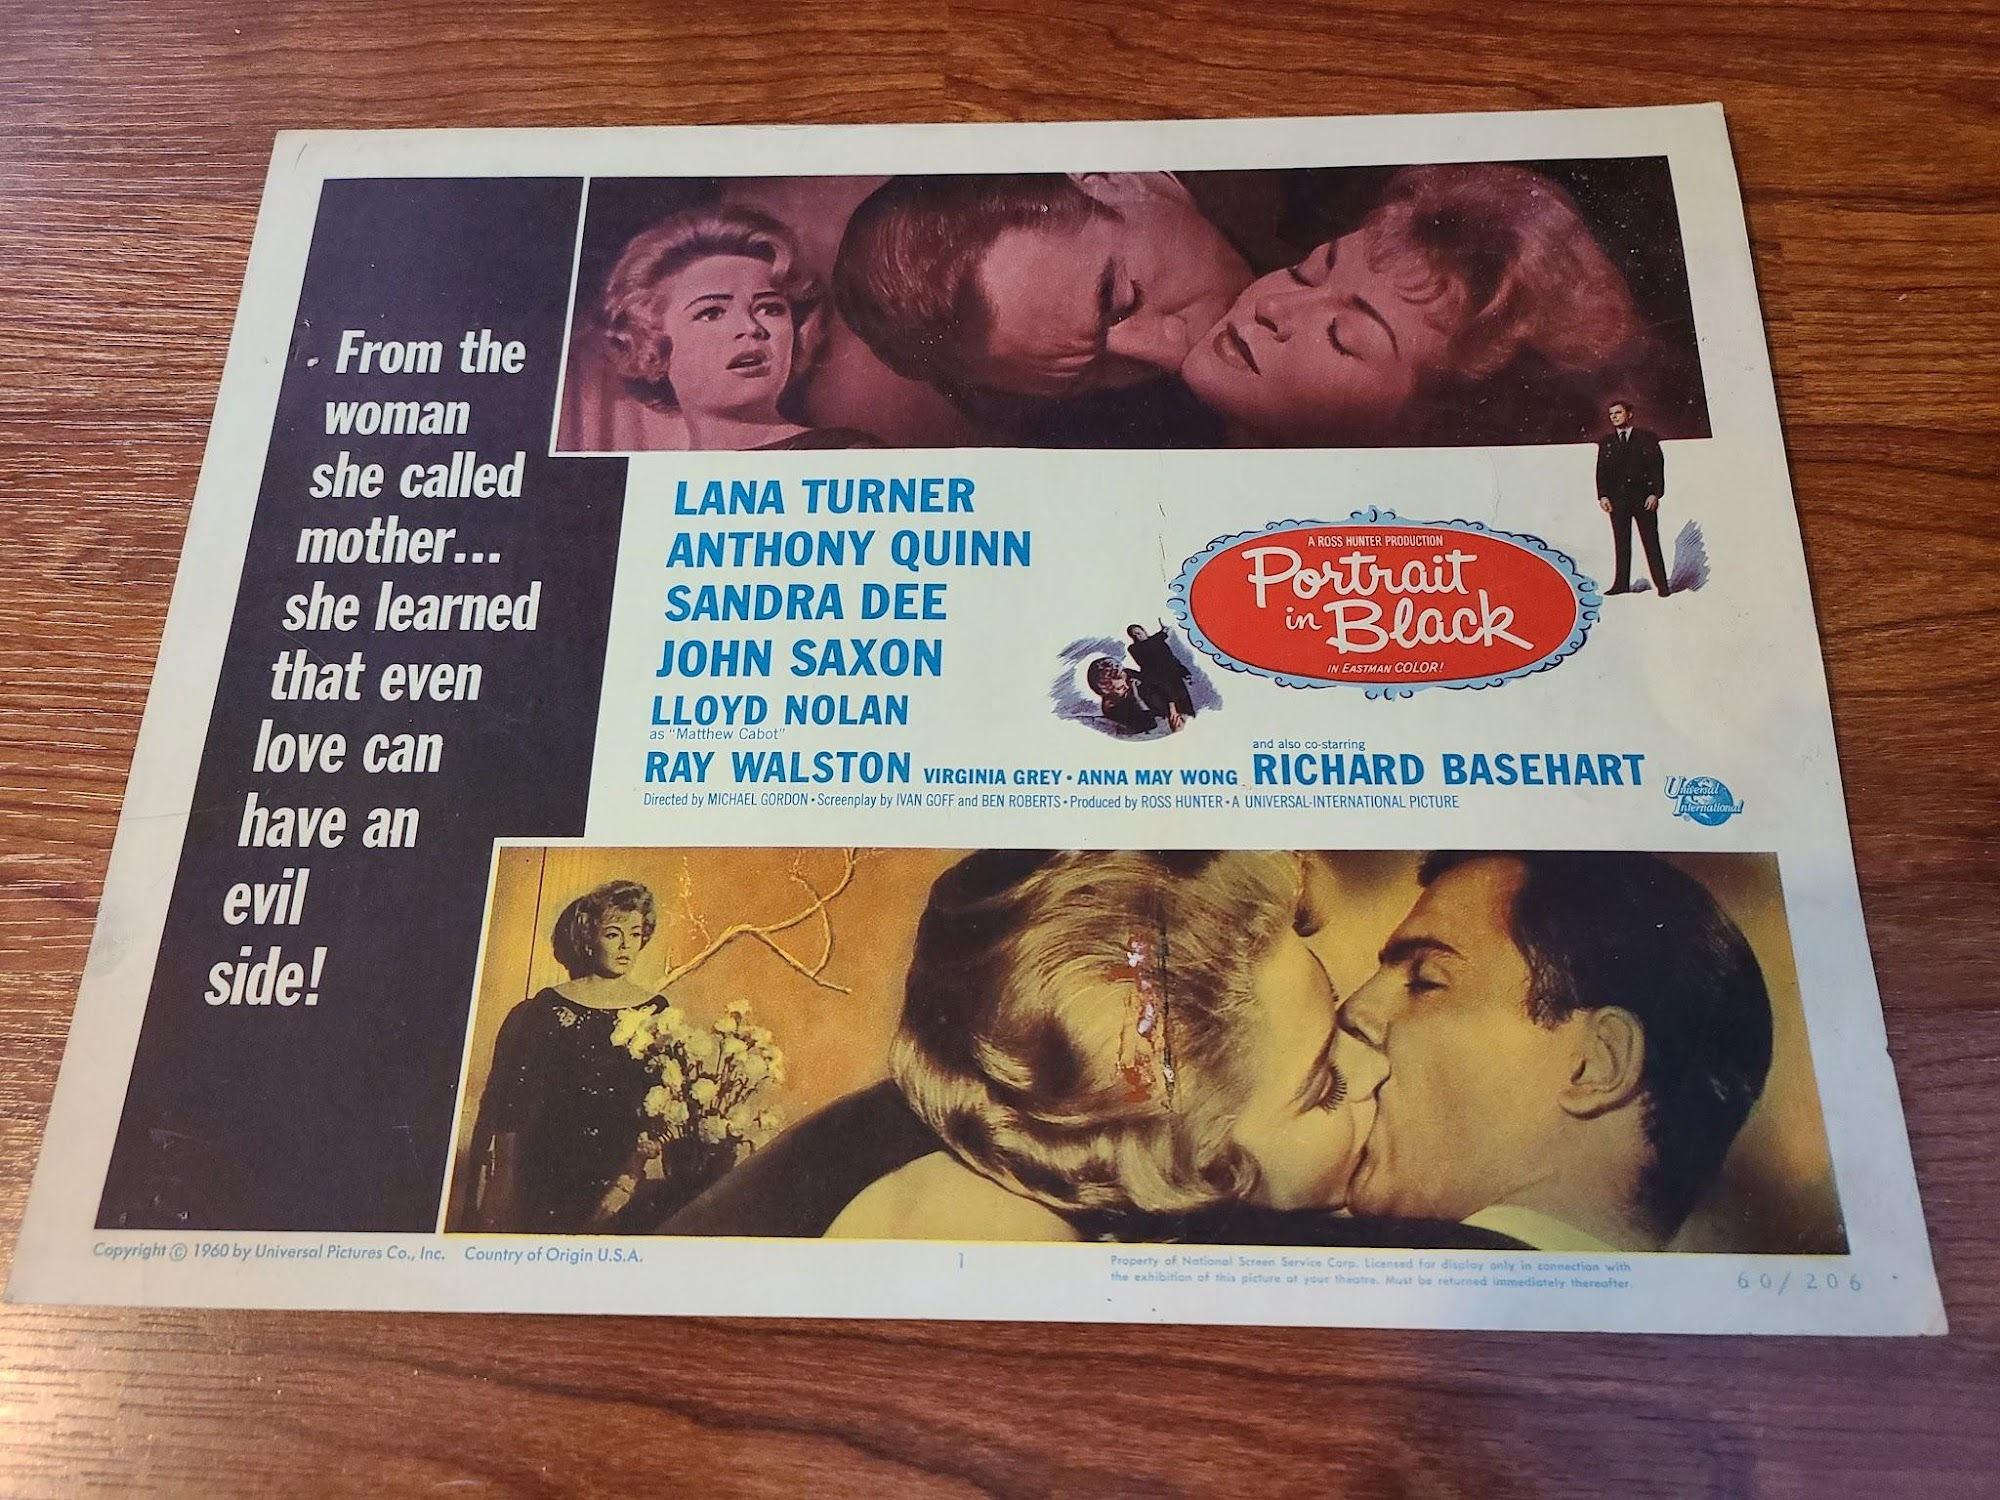 From the
woman
she called
mother...
she learned
that even
love can
have an
evil
side!
LANA TURNER
ANTHONY QUINN
SANDRA DEE
JOHN SAXON
LLOYD NOLAN
as "Matthew Cabot"
RAY WALSTON VIRGINIA GREY • ANNA MAY WONG and also co-starring RICHARD BASEHART
Directed by MICHAEL GORDON • Screenplay by IVAN GOFF and BEN ROBERTS • Produced by ROSS HUNTER • A UNIVERSAL-INTERNATIONAL PICTURE
A ROSS HUNTER PRODUCTION
Portrait
in Black
IN EASTMAN COLOR!
Universal
International
Copyright © 1960 by Universal Pictures Co., Inc. Country of Origin U.S.A.
1
Property of National Screen Service Corp. Licensed for display only in connection with
the exhibition of this picture at your theatre. Must be returned immediately thereafter.
60/206